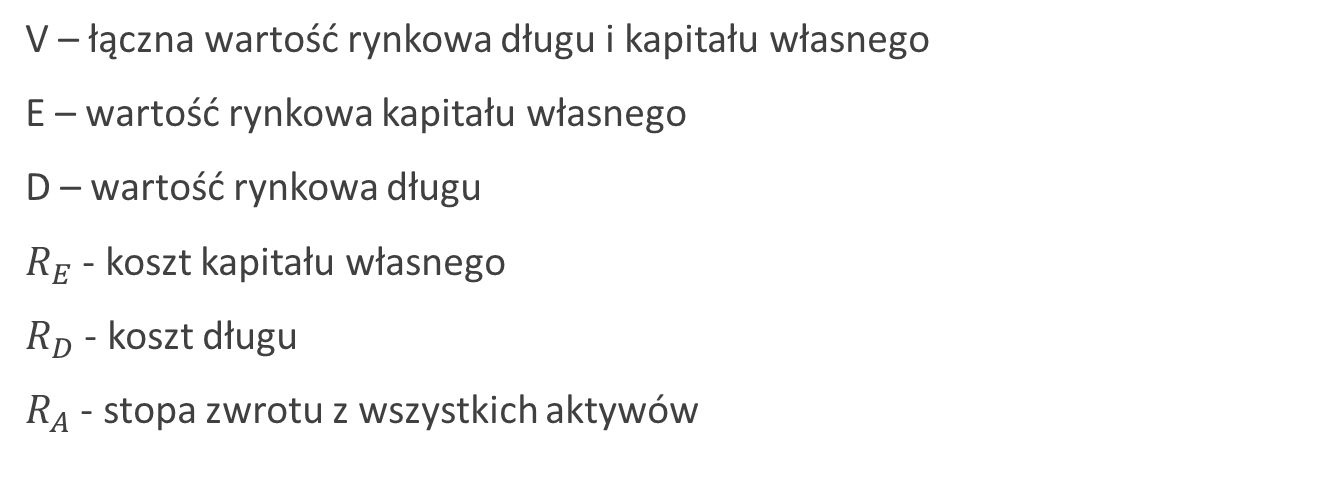 V – łączna wartość rynkowa długu i kapitału własnego
E – wartość rynkowa kapitału własnego
D – wartość rynkowa długu
R_E - koszt kapitału własnego
R_D - koszt długu
R_A - stopa zwrotu z wszystkich aktywów